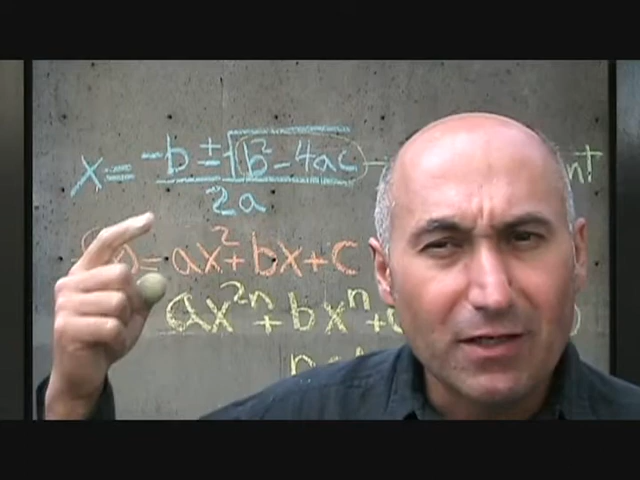 x = -b ± √b² - 4ac
2a
= ax² + bx + c
ax²ⁿ + bxⁿ +